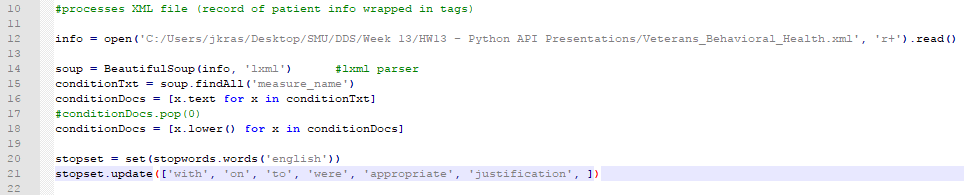 10 #processes XML file (record of patient info wrapped in tags)
11
12 info = open('C:/Users/jkras/Desktop/SMU/DDS/Week 13/HW13 - Python API Presentations/Veterans_Behavioral_Health.xml', 'r+').read()
13
14 soup = BeautifulSoup(info, 'lxml') #lxml parser
15 conditionTxt = soup.findAll('measure_name')
16 conditionDocs = [x.text for x in conditionTxt]
17 #conditionDocs.pop(0)
18 conditionDocs = [x.lower() for x in conditionDocs]
19
20 stopset = set(stopwords.words('english'))
21 stopset.update(['with', 'on', 'to', 'were', 'appropriate', 'justification', ])
22